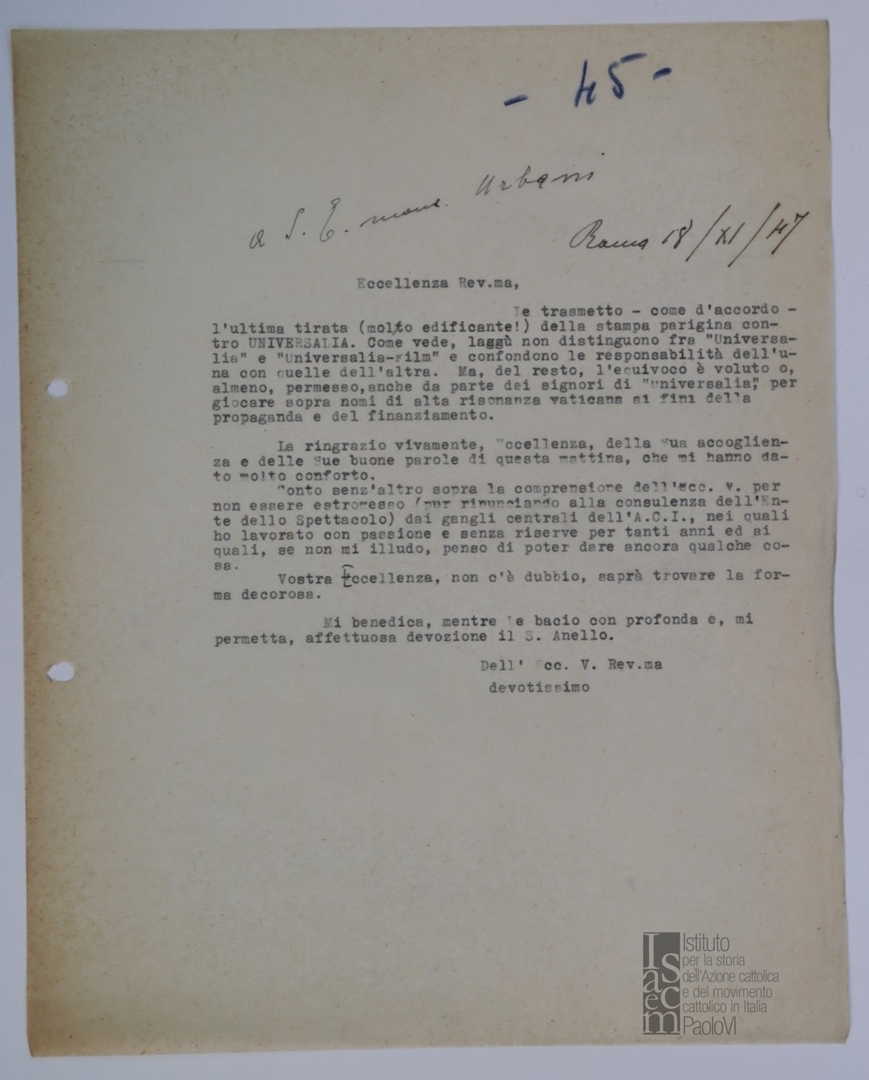 - 45 -
a S. E. mons. Urbani
Roma 18/XI/47
Eccellenza Rev.ma,
Te trasmetto - come d'accordo -
l'ultima tirata (molto edificante!) della stampa parigina con-
tro UNIVERSALIA. Come vede, laggù non distinguono fra "Universa-
lia" e "Universalia-Film" e confondono le responsabilità dell'u-
na con quelle dell'altra. Ma, del resto, l'equivoco è voluto o,
almeno, permesso,anche da parte dei signori di "Universalia", per
giocare sopra nomi di alta risonanza vaticana ai fini della
propaganda e del finanziamento.
La ringrazio vivamente, Eccellenza, della Sua accoglien-
za e delle Sue buone parole di questa mattina, che mi hanno da-
to molto conforto.
Conto senz'altro sopra la comprensione dell'Ecc. V. per
non essere estromesso (pur rinunciando alla consulenza dell'En-
te dello Spettacolo) dai gangli centrali dell'A.C.I., nei quali
ho lavorato con passione e senza riserve per tanti anni ed ai
quali, se non mi illudo, penso di poter dare ancora qualche co-
sa.
Vostra Eccellenza, non c'è dubbio, saprà trovare la for-
ma decorosa.
Mi benedica, mentre Le bacio con profonda e, mi
permetta, affettuosa devozione il S. Anello.
Dell' Ecc. V. Rev.ma
devotissimo
Isacem
Istituto
per la storia
dell'Azione cattolica
e del movimento
cattolico in Italia
PaoloVI